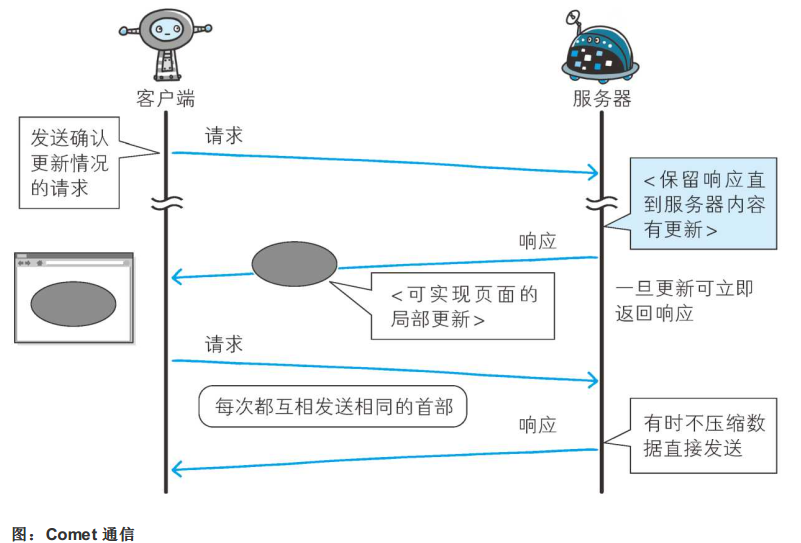 客户端
服务器
发送确认
更新情况
的请求
请求
<保留响应直
到服务器内容
有更新>
响应
<可实现页面的
局部更新>
一旦更新可立即
返回响应
请求
每次都互相发送相同的首部
响应
有时不压缩数
据直接发送
图：Comet 通信